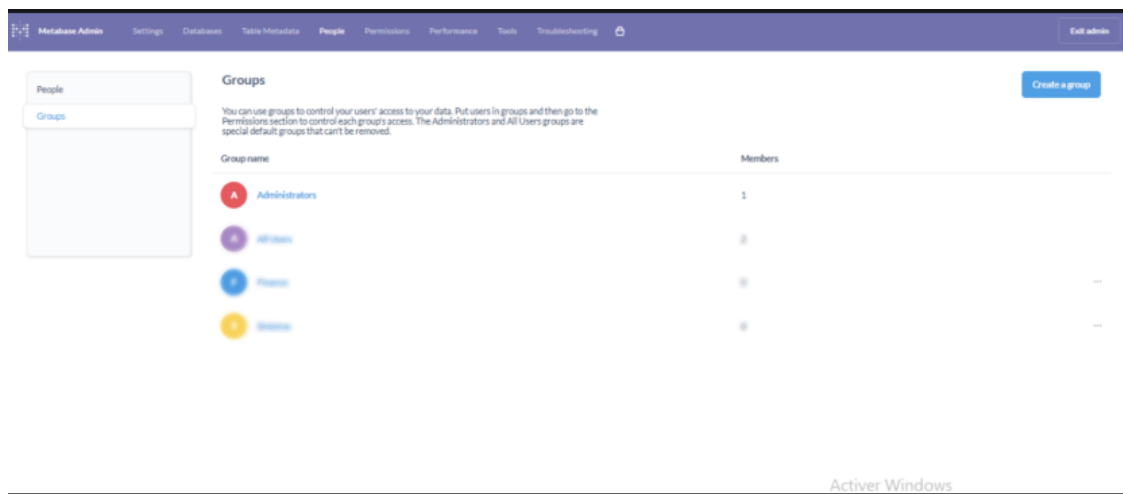 Metabase Admin Settings Databases Table Metadata People Permissions Performance Tools Troubleshooting Exit admin
People
Groups
Groups
Create a group
You can use groups to control your users' access to your data. Put users in groups and then go to the
Permissions section to control each group's access. The Administrators and All Users groups are
special default groups that can't be removed.
Group name Members
A Administrators 1
All Users
Finance
Activer Windows